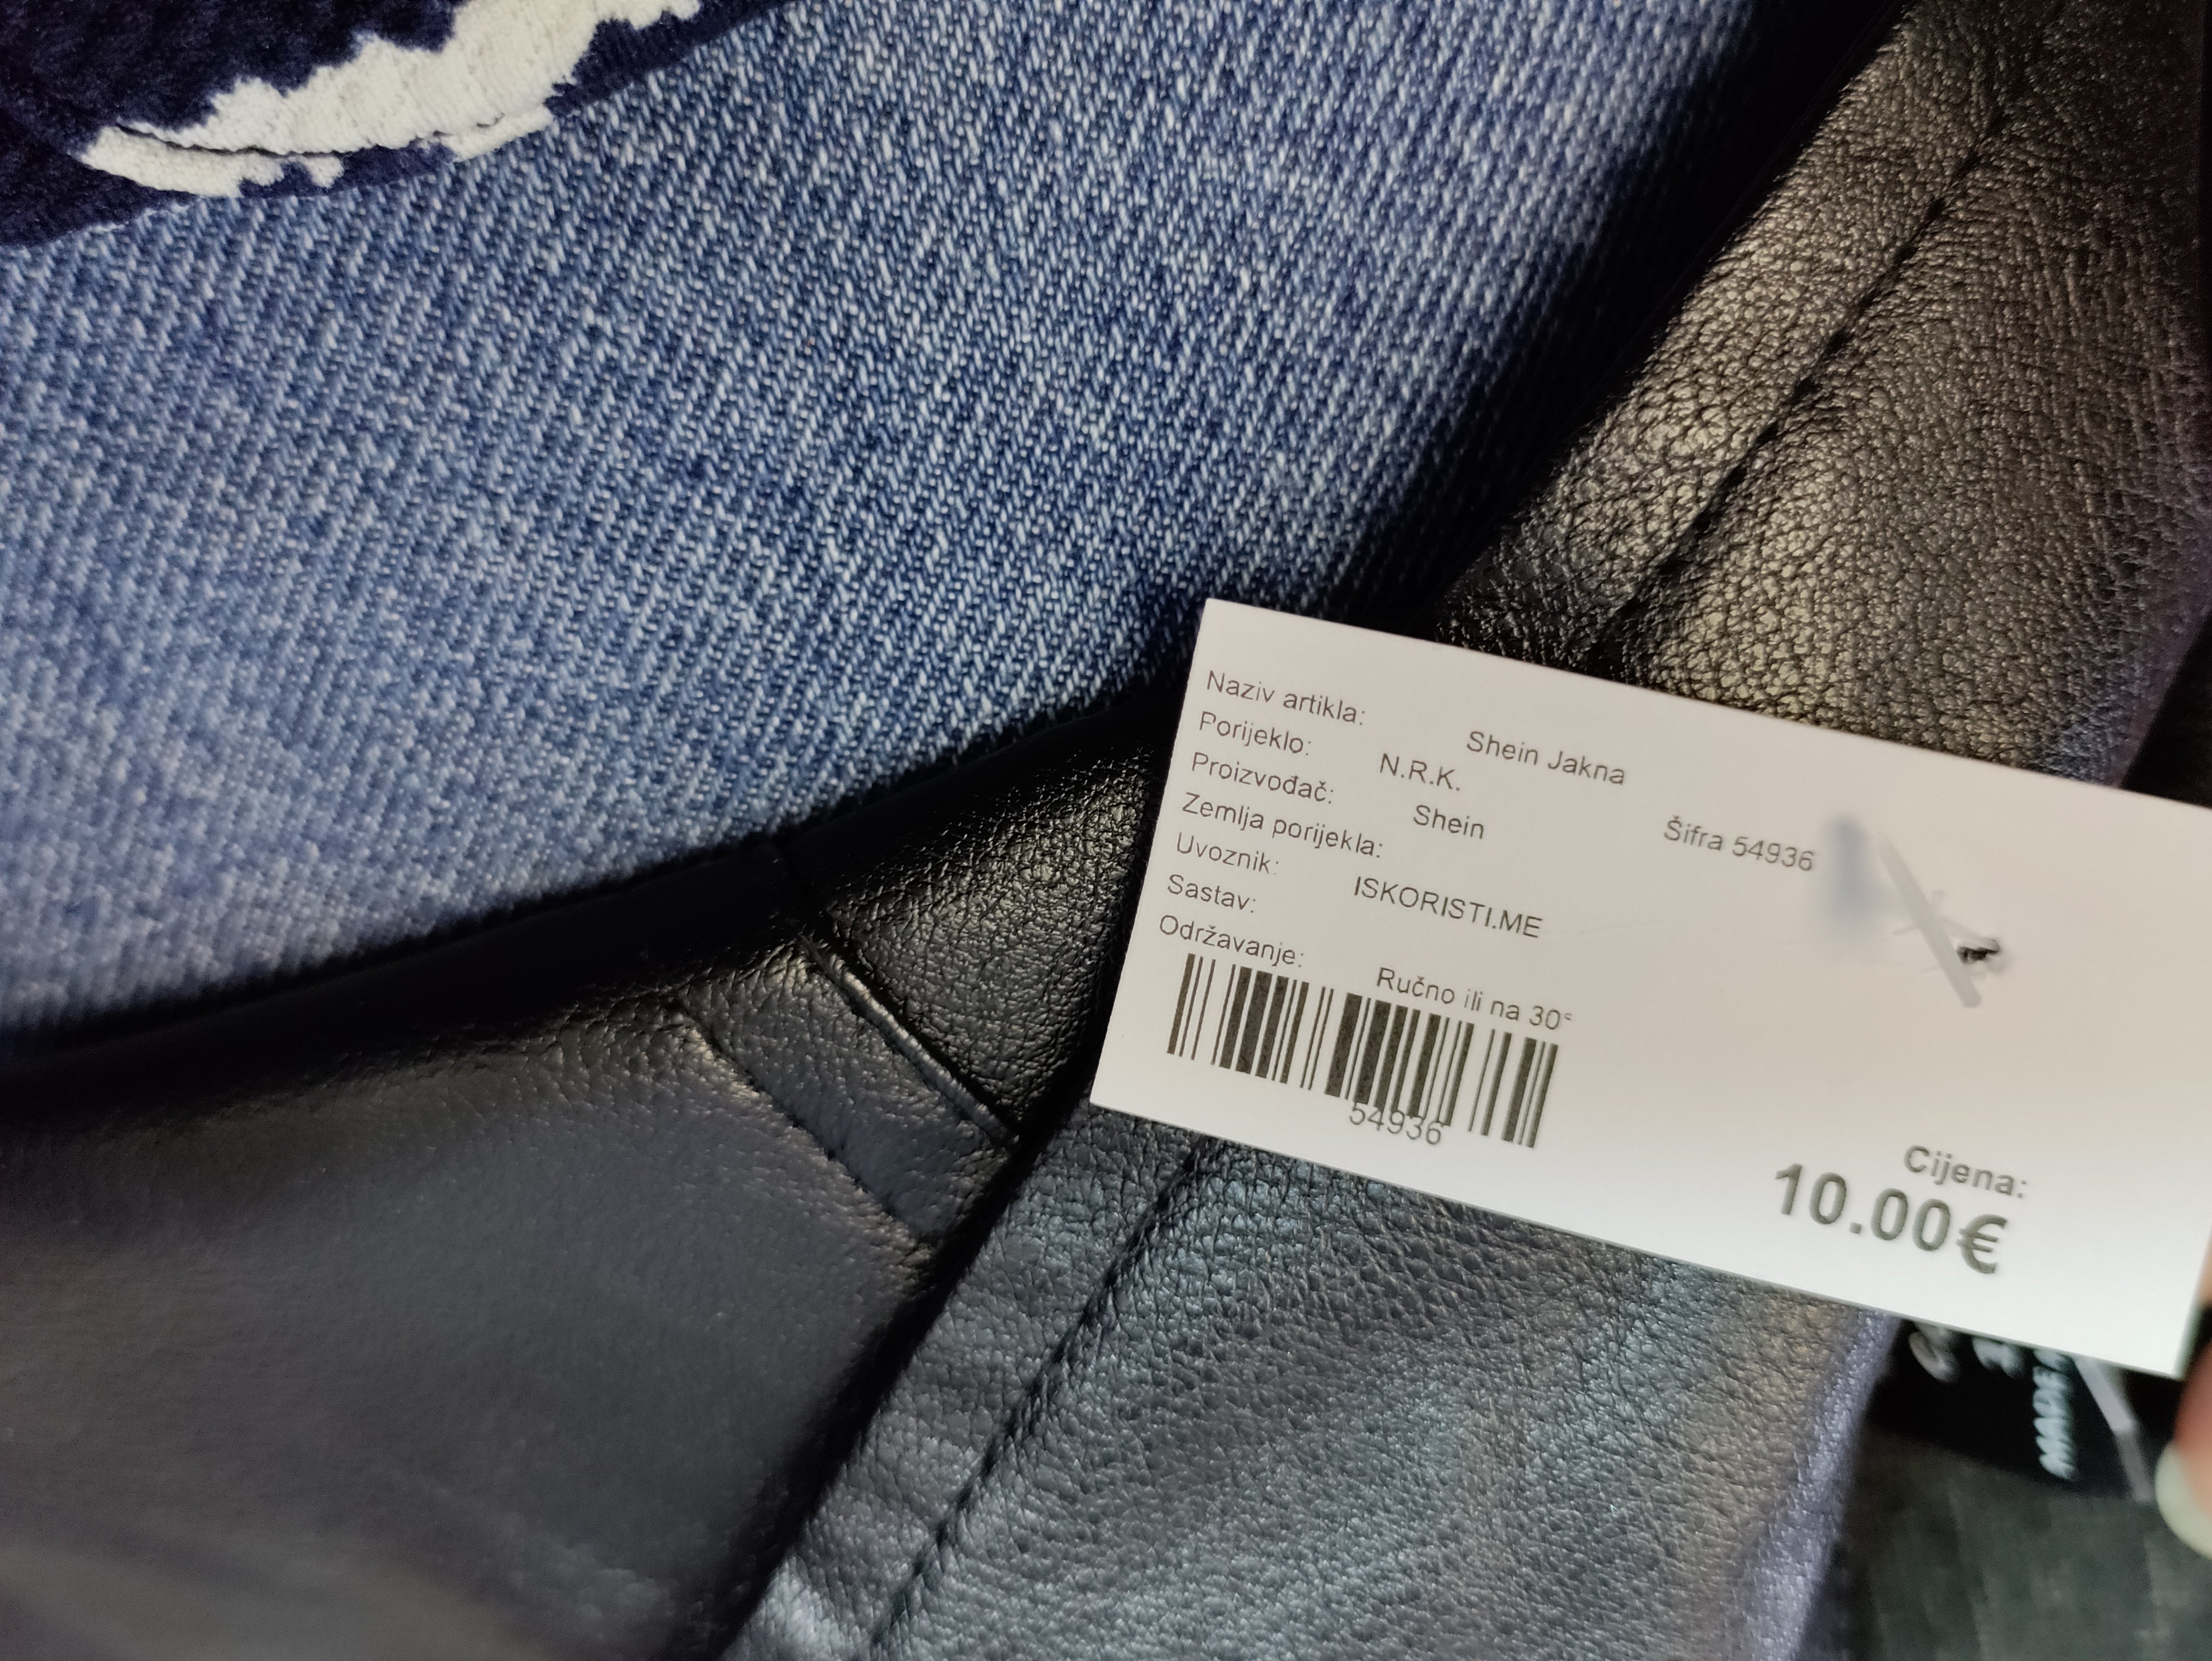 Naziv artikla: Shein Jakna
Porijeklo: N.R.K.
Proizvođač: Shein Šifra 54936
Zemlja porijekla:
Uvoznik: ISKORISTI.ME
Sastav:
Održavanje: Ručno ili na 30°
54936
Cijena:
10.00€
MADE